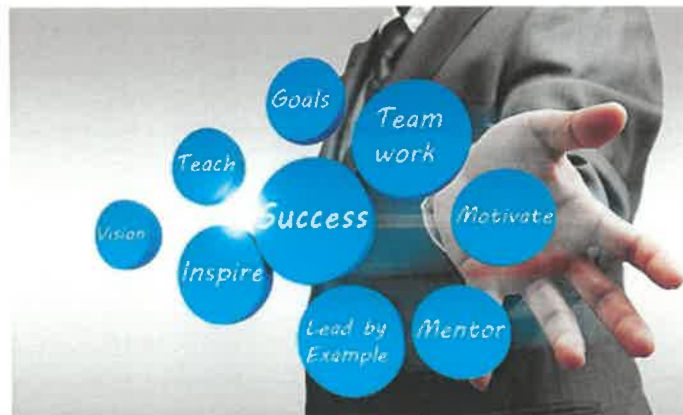 Goals
Team
work
Teach
Success
Motivate
Vision
Inspire
Lead by
Example
Mentor